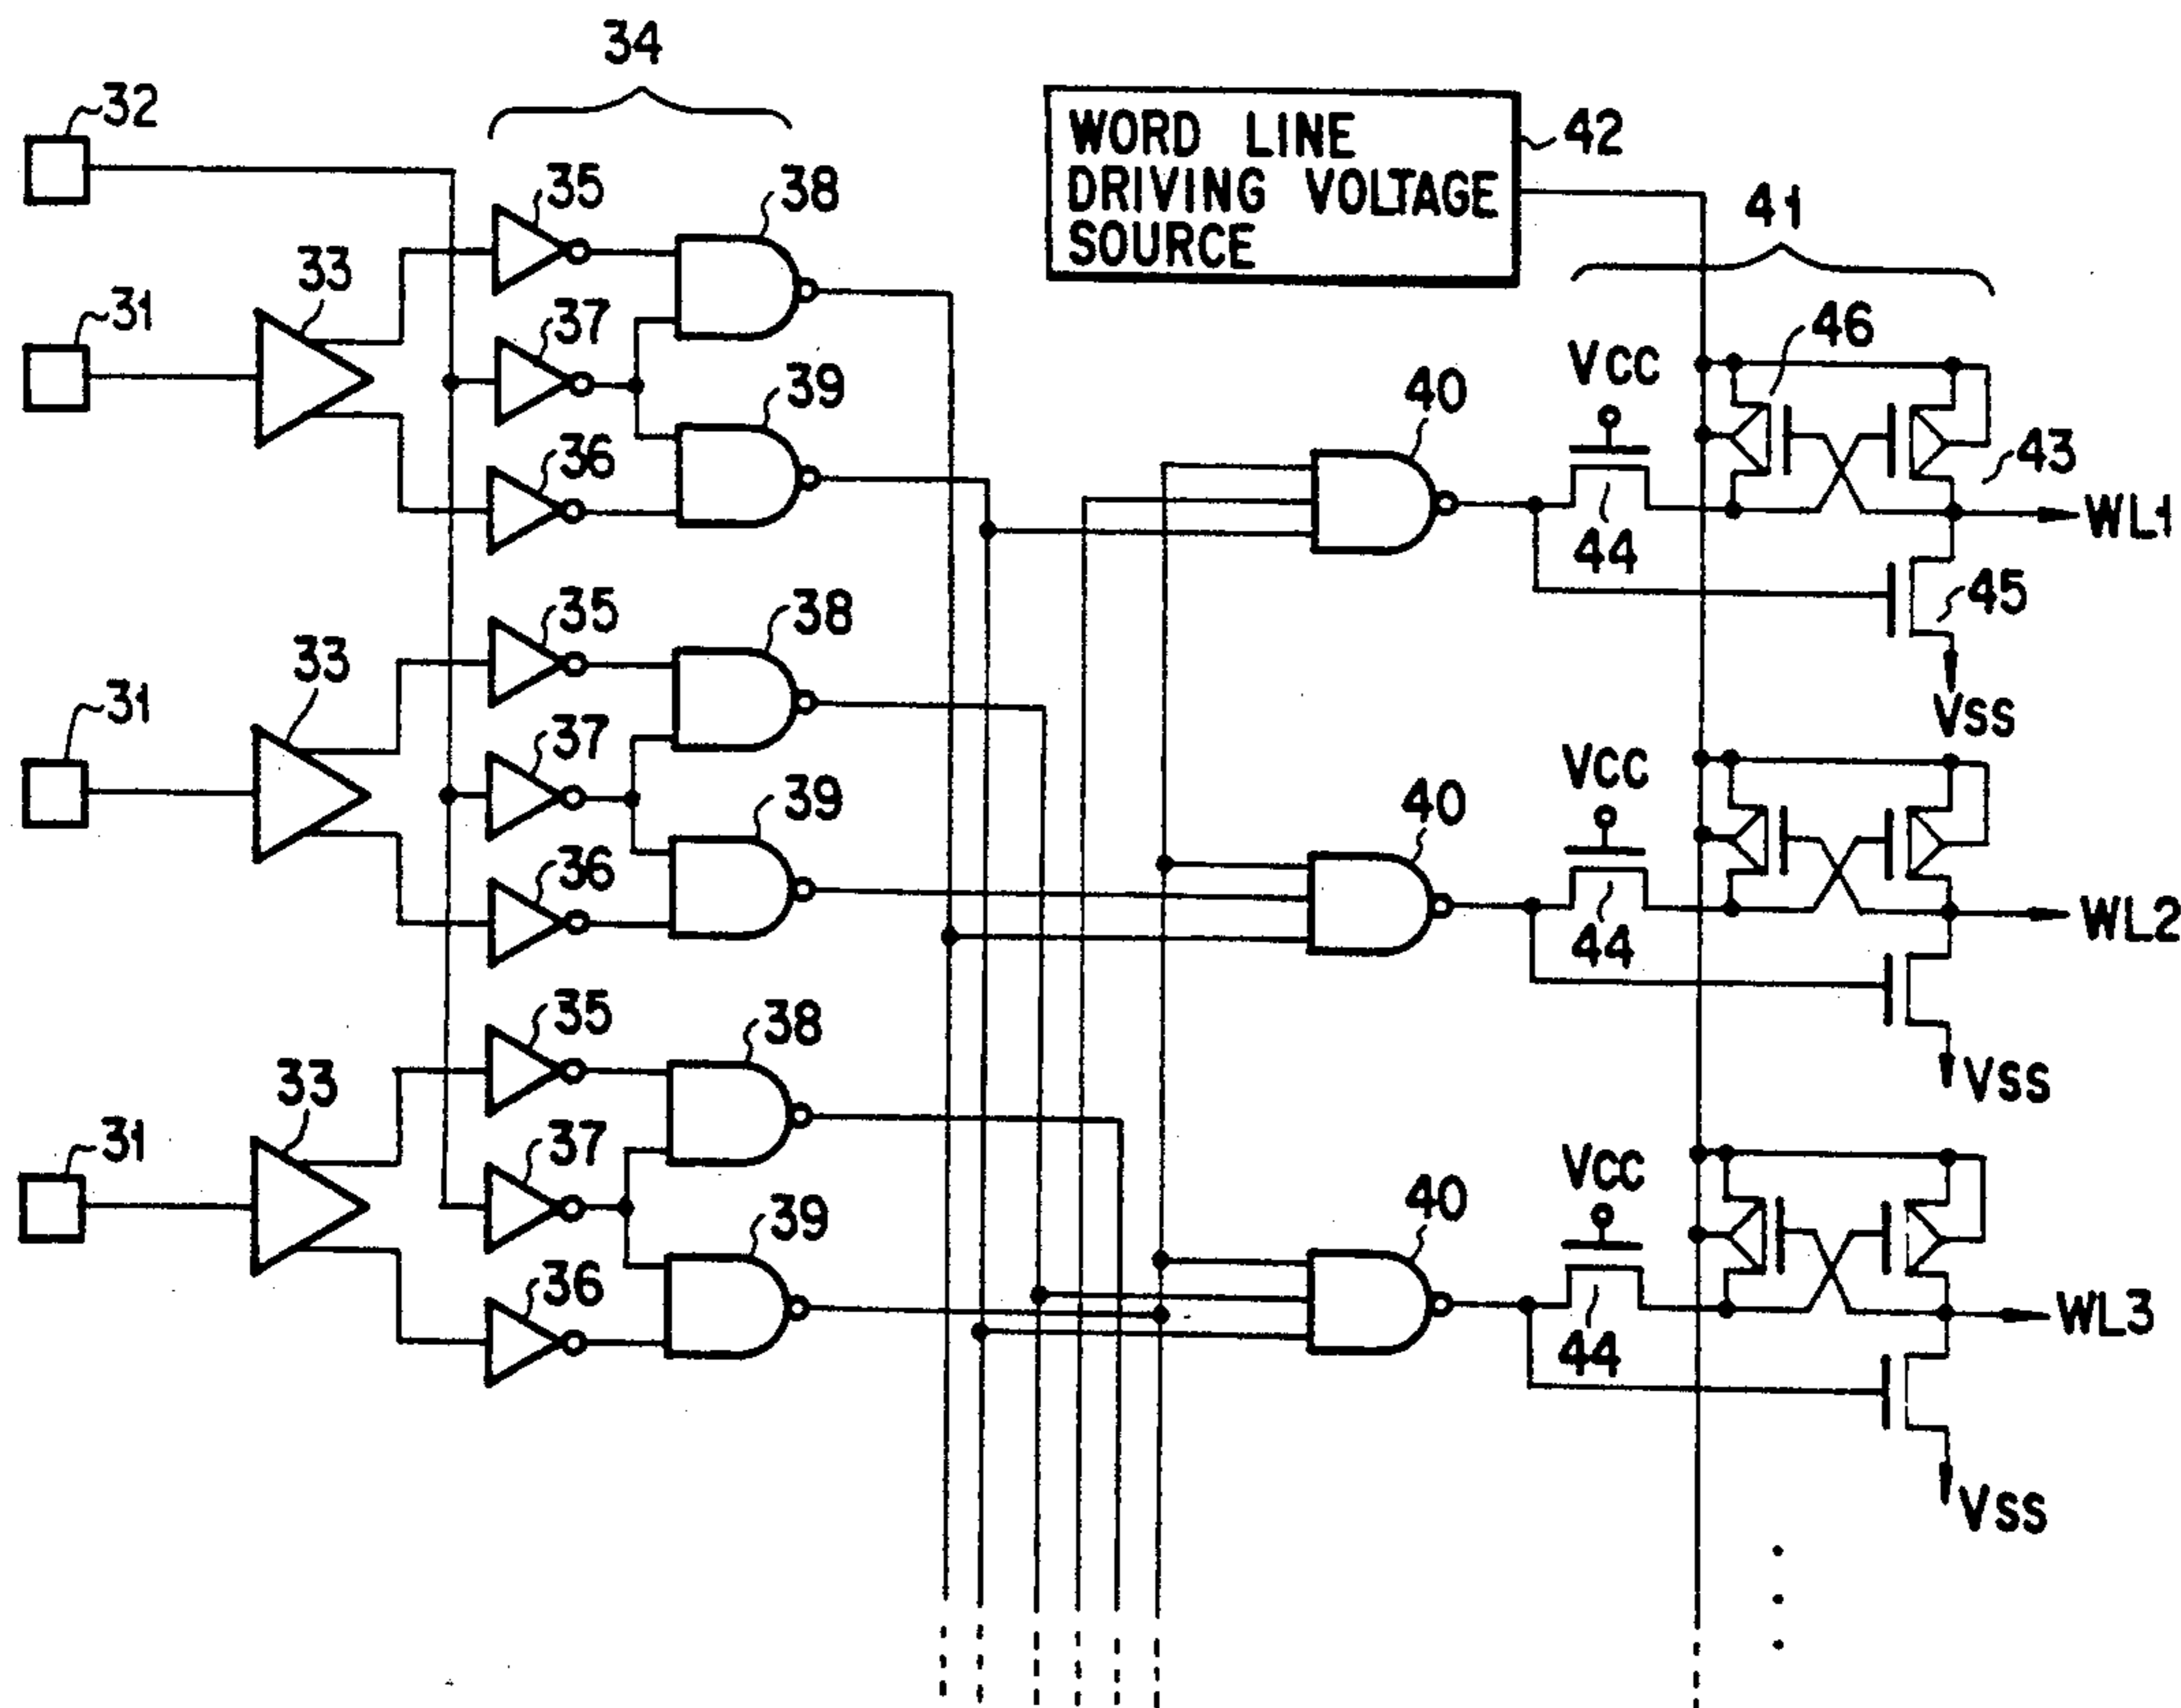 34
32
WORD LINE
DRIVING VOLTAGE
SOURCE
42
35
38
41
33
31
37
46
VCC
40
39
43
36
WL1
44
45
35
38
VSS
33
31
37
VCC
40
39
36
44
WL2
35
38
VSS
33
31
37
VCC
40
39
36
44
WL3
VSS